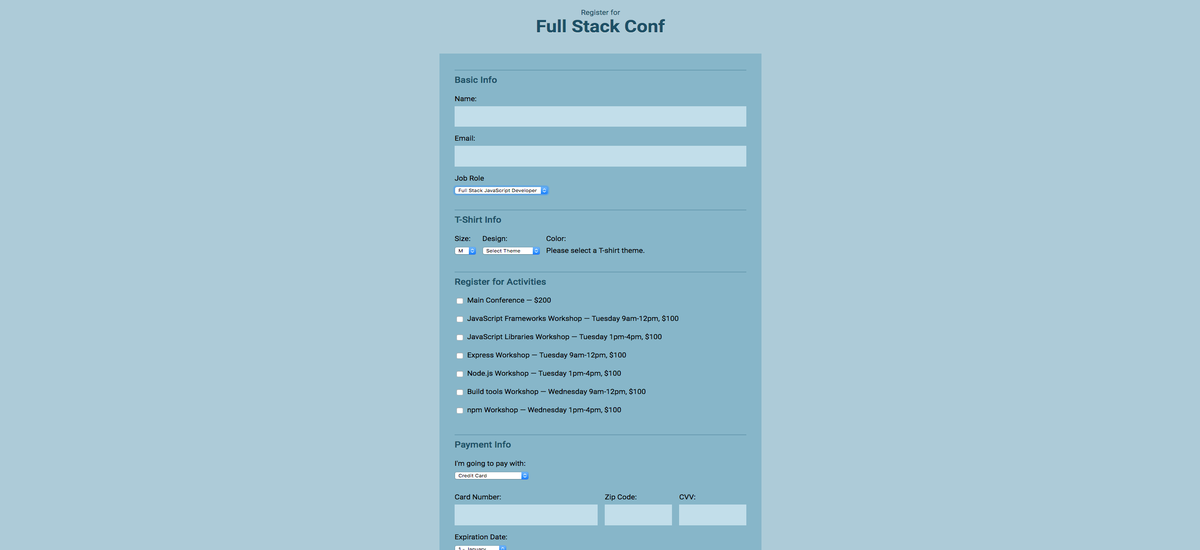 Register for
Full Stack Conf
Basic Info
Name:
Email:
Job Role
Full Stack JavaScript Developer
T-Shirt Info
Size: Design: Color:
M Select Theme Please select a T-shirt theme.
Register for Activities
Main Conference — $200
JavaScript Frameworks Workshop — Tuesday 9am-12pm, $100
JavaScript Libraries Workshop — Tuesday 1pm-4pm, $100
Express Workshop — Tuesday 9am-12pm, $100
Node.js Workshop — Tuesday 1pm-4pm, $100
Build tools Workshop — Wednesday 9am-12pm, $100
npm Workshop — Wednesday 1pm-4pm, $100
Payment Info
I'm going to pay with:
Credit Card
Card Number: Zip Code: CVV:
Expiration Date:
1 - January